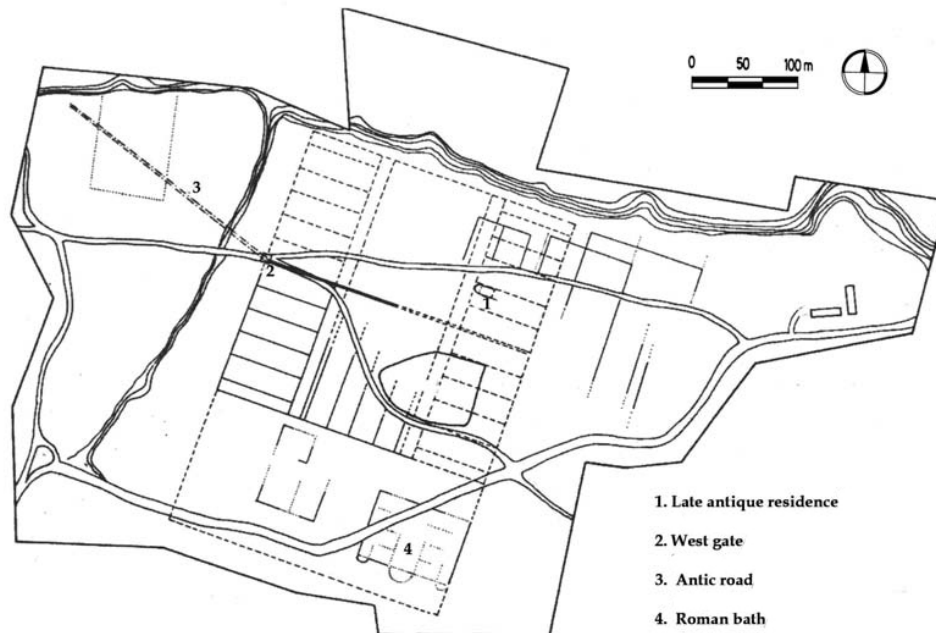 0 50 100 m
3
2
1
4
1. Late antique residence
2. West gate
3. Antic road
4. Roman bath